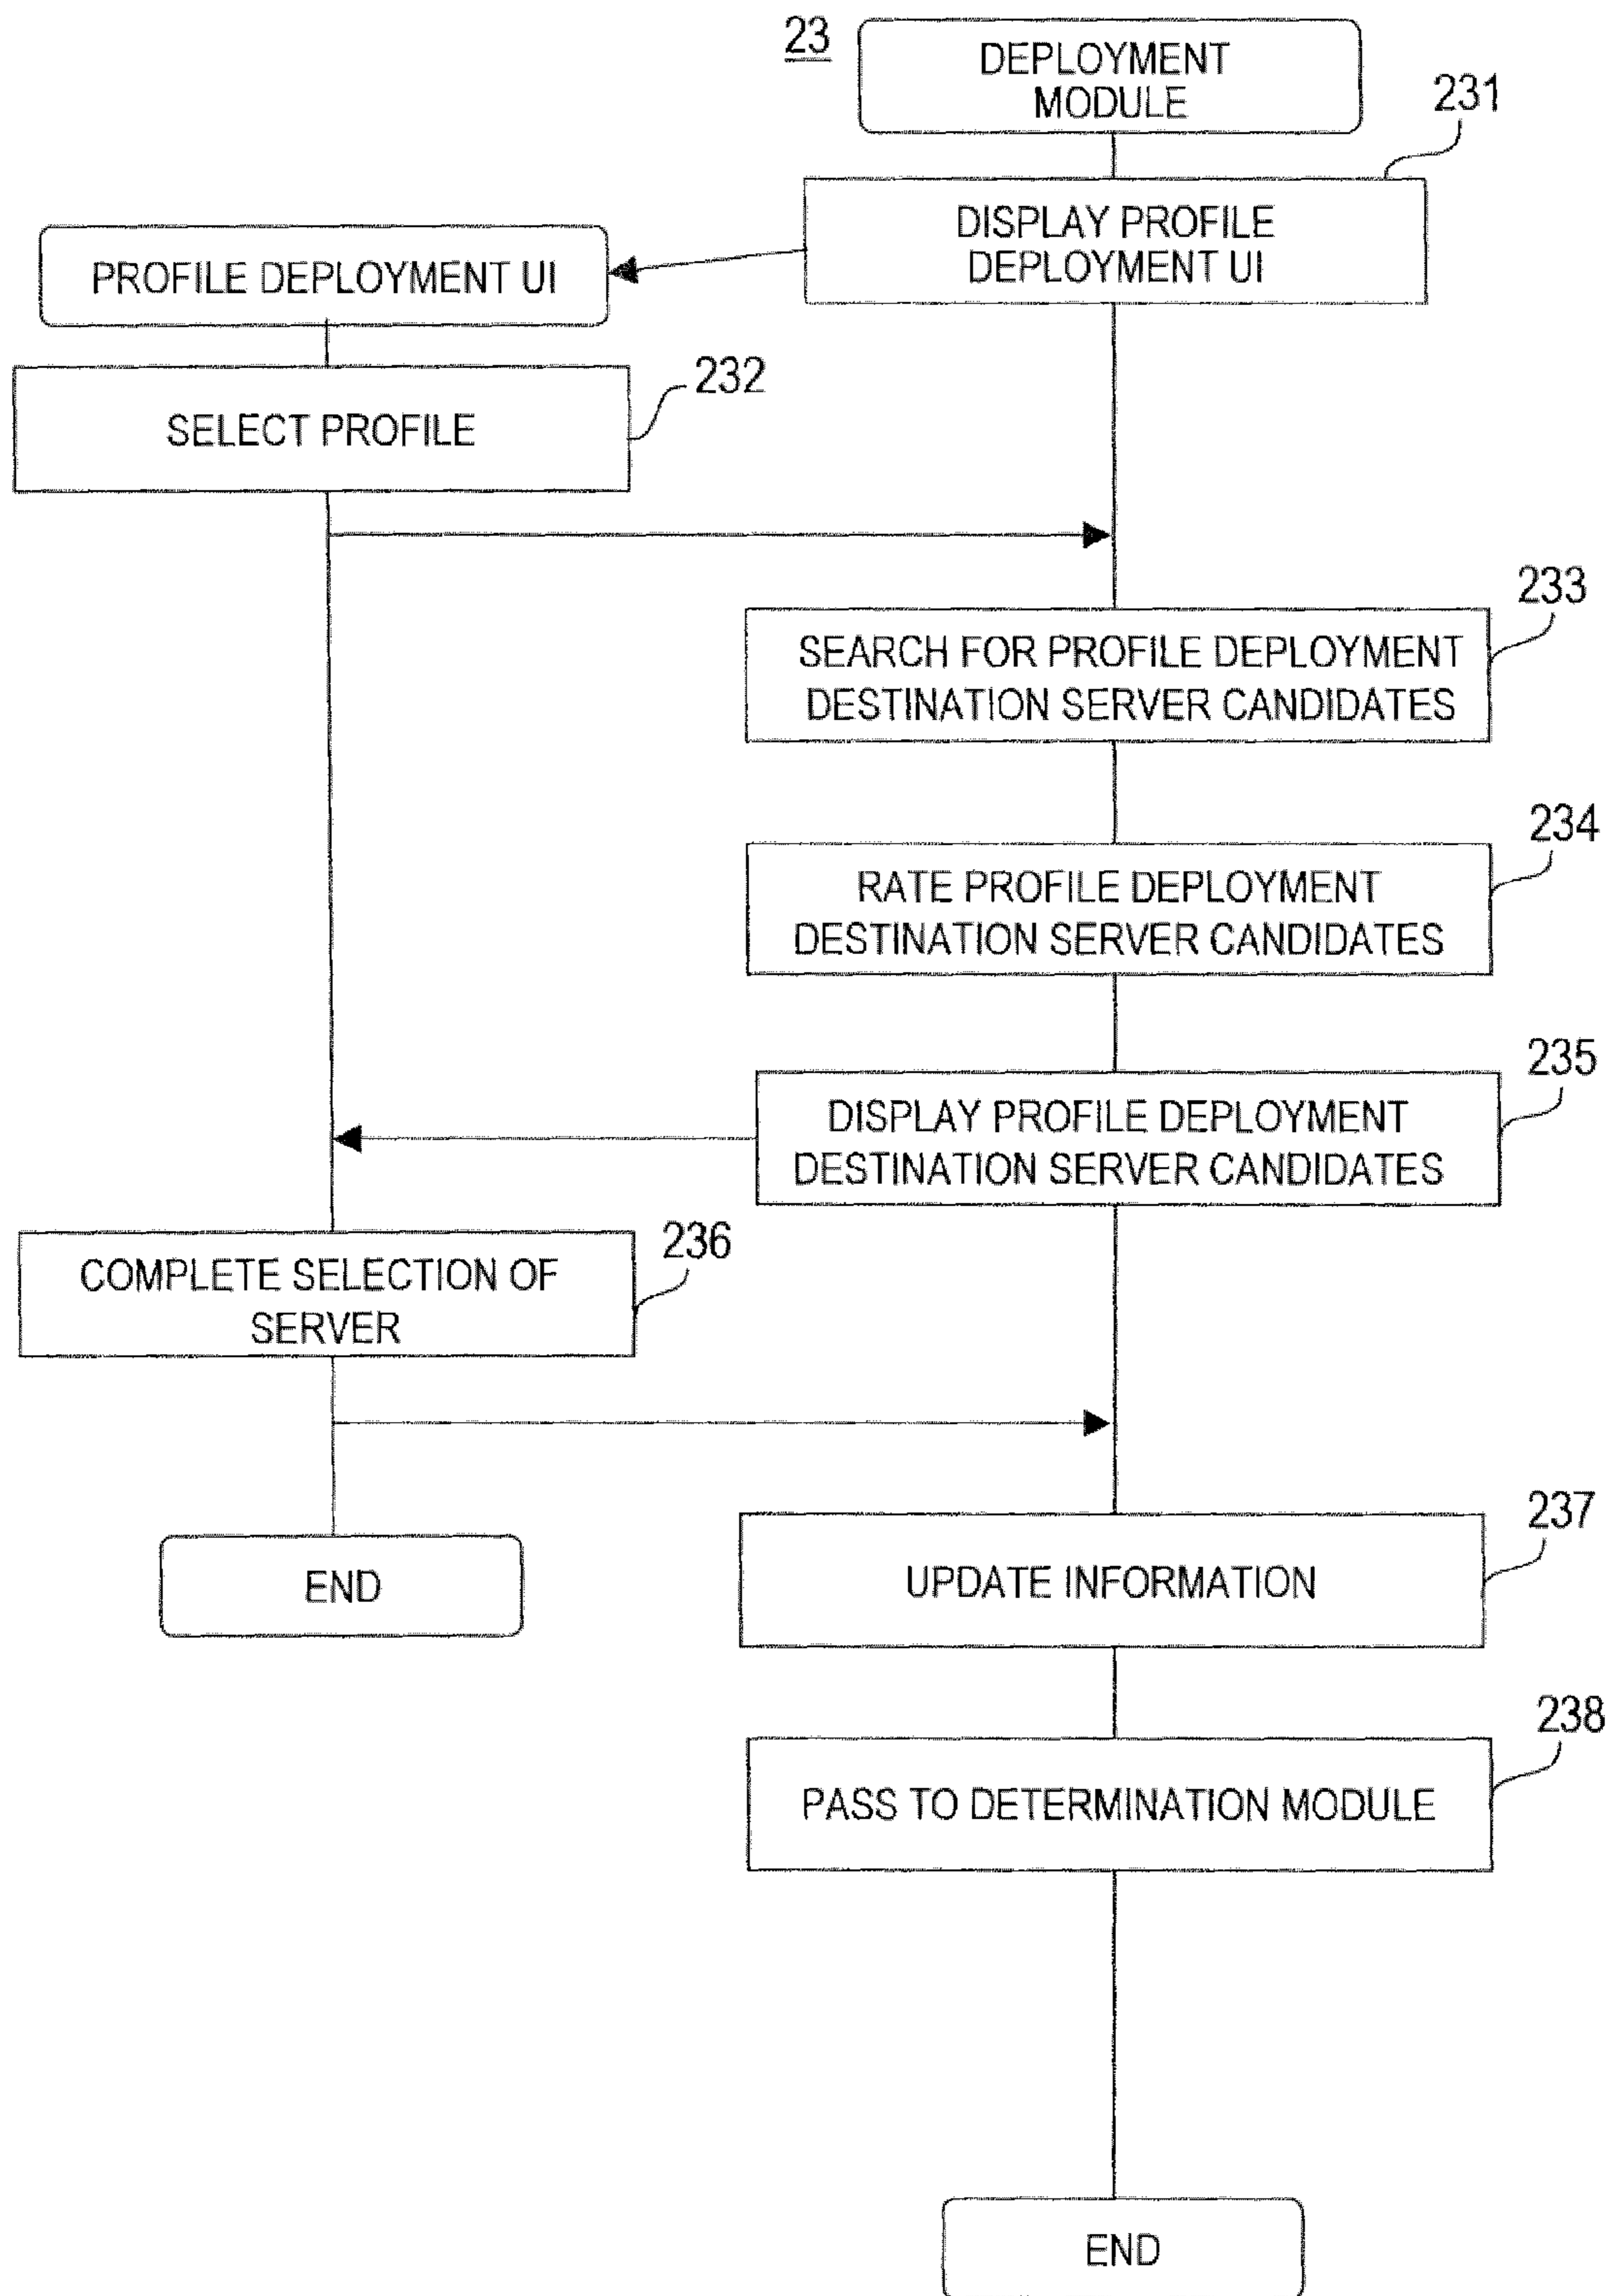 23
DEPLOYMENT
MODULE
231
DISPLAY PROFILE
DEPLOYMENT UI
PROFILE DEPLOYMENT UI
232
SELECT PROFILE
233
SEARCH FOR PROFILE DEPLOYMENT
DESTINATION SERVER CANDIDATES
234
RATE PROFILE DEPLOYMENT
DESTINATION SERVER CANDIDATES
235
DISPLAY PROFILE DEPLOYMENT
DESTINATION SERVER CANDIDATES
236
COMPLETE SELECTION OF
SERVER
237
UPDATE INFORMATION
END
238
PASS TO DETERMINATION MODULE
END